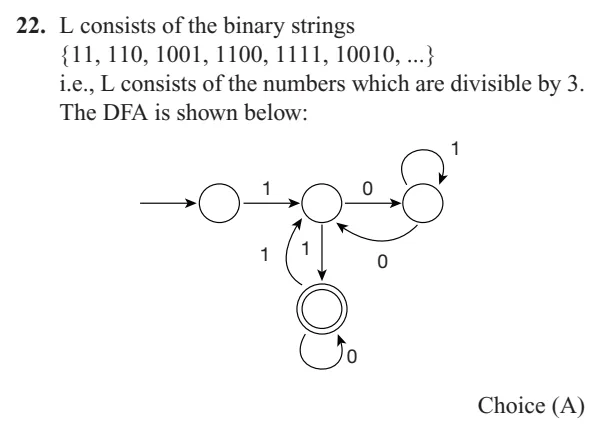 22. L consists of the binary strings
{11, 110, 1001, 1100, 1111, 10010, ...}
i.e., L consists of the numbers which are divisible by 3.
The DFA is shown below:
1
1
0
1
1
0
0
Choice (A)